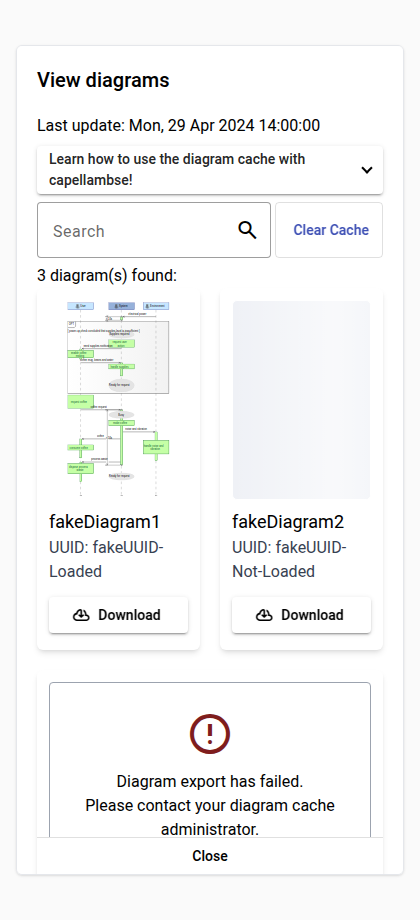 View diagrams
Last update: Mon, 29 Apr 2024 14:00:00
Learn how to use the diagram cache with
capellambse!
Search
Clear Cache
3 diagram(s) found:
fakeDiagram1
UUID: fakeUUID-
Loaded
Download
fakeDiagram2
UUID: fakeUUID-
Not-Loaded
Download
Diagram export has failed.
Please contact your diagram cache
administrator.
Close